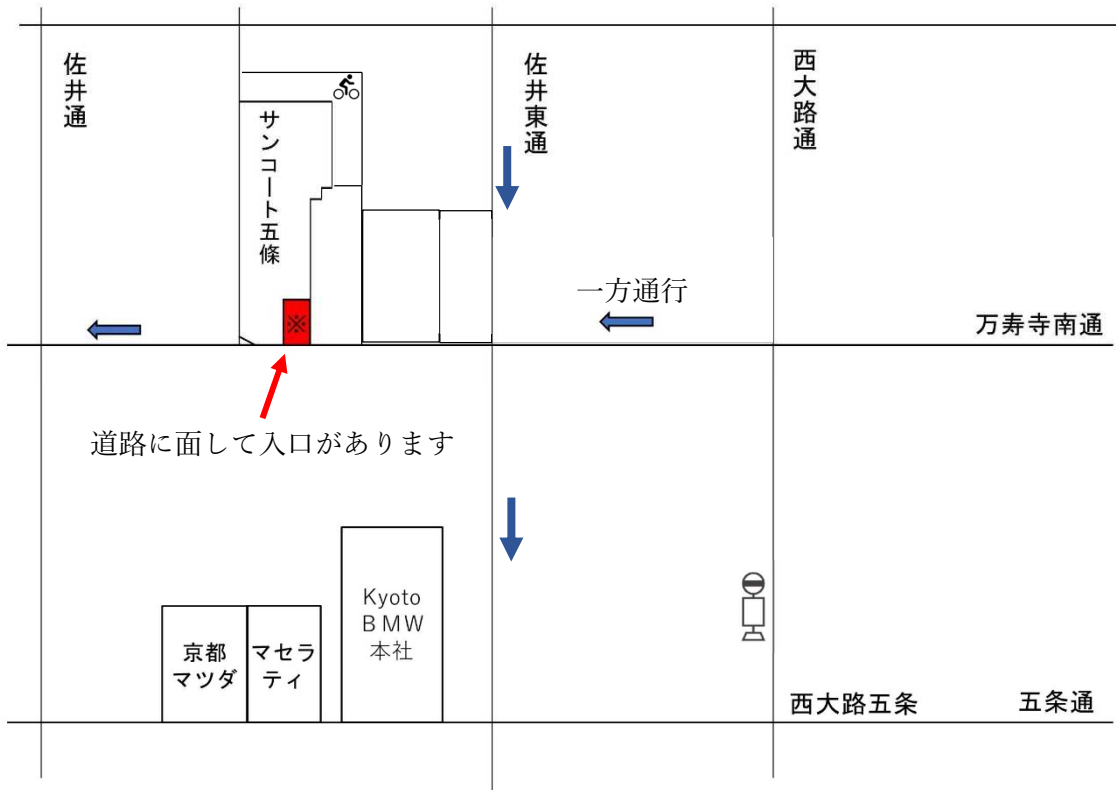 佐井通
サンコート五條
佐井東通
西大路通
一方通行
万寿寺南通
※
道路に面して入口があります
Kyoto
BMW
本社
京都
マツダ
マセラ
ティ
西大路五条
五条通